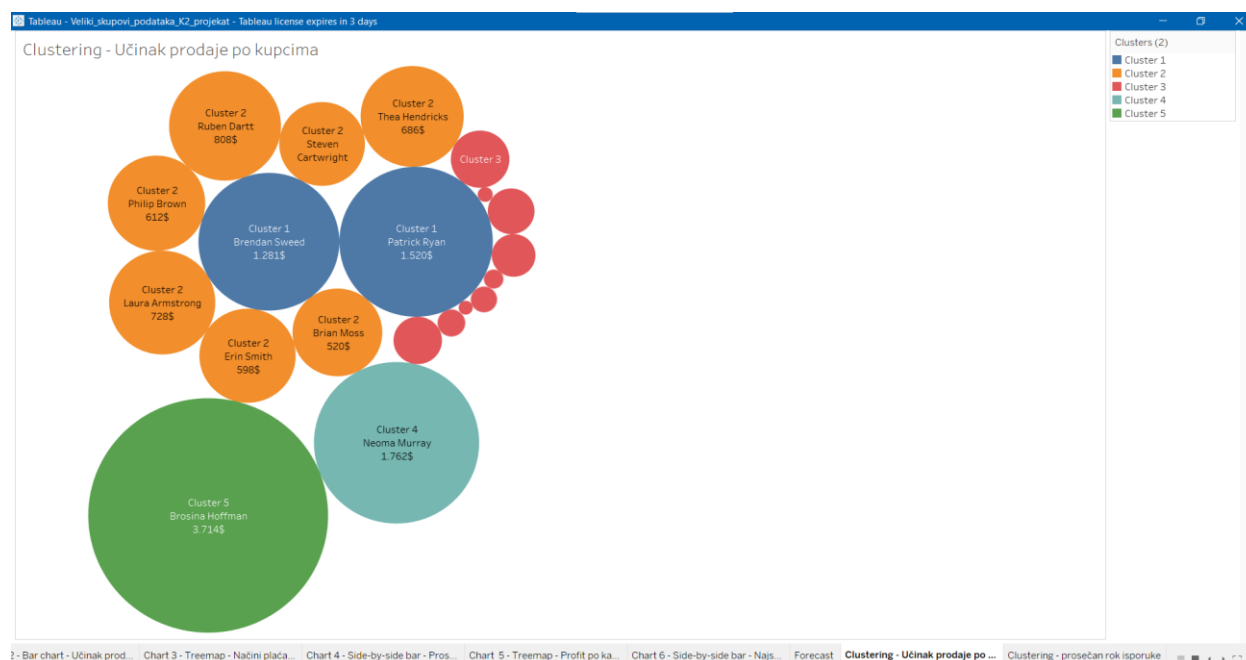 Tableau - Veliki_skupovi_podataka_K2_projekat - Tableau license expires in 3 days
Clustering - Učinak prodaje po kupcima
Clusters (2)
Cluster 1
Cluster 2
Cluster 3
Cluster 4
Cluster 5
Cluster 2
Thea Hendricks
686$
Cluster 2
Ruben Dartt
808$
Cluster 2
Steven
Cartwright
Cluster 3
Cluster 2
Philip Brown
612$
Cluster 1
Brendan Sweed
1.281$
Cluster 1
Patrick Ryan
1.520$
Cluster 2
Laura Armstrong
728$
Cluster 2
Brian Moss
520$
Cluster 2
Erin Smith
598$
Cluster 4
Neoma Murray
1.762$
Cluster 5
Brosina Hoffman
3.714$
2 - Bar chart - Učinak prod...
Chart 3 - Treemap - Načini plaća...
Chart 4 - Side-by-side bar - Pros...
Chart 5 - Treemap - Profit po ka...
Chart 6 - Side-by-side bar - Najs...
Forecast
Clustering - Učinak prodaje po ...
Clustering - prosečan rok isporuke